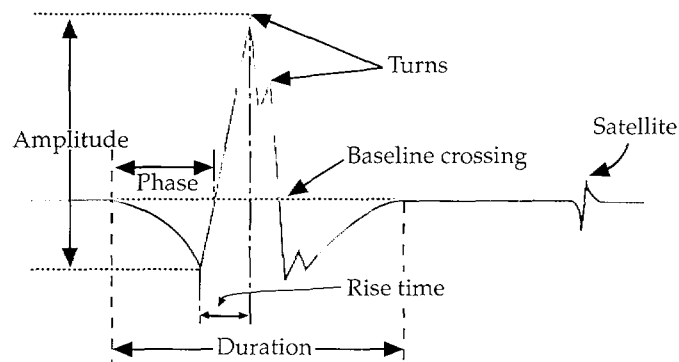 Turns
Amplitude
Satellite
Baseline crossing
Phase
Rise time
Duration